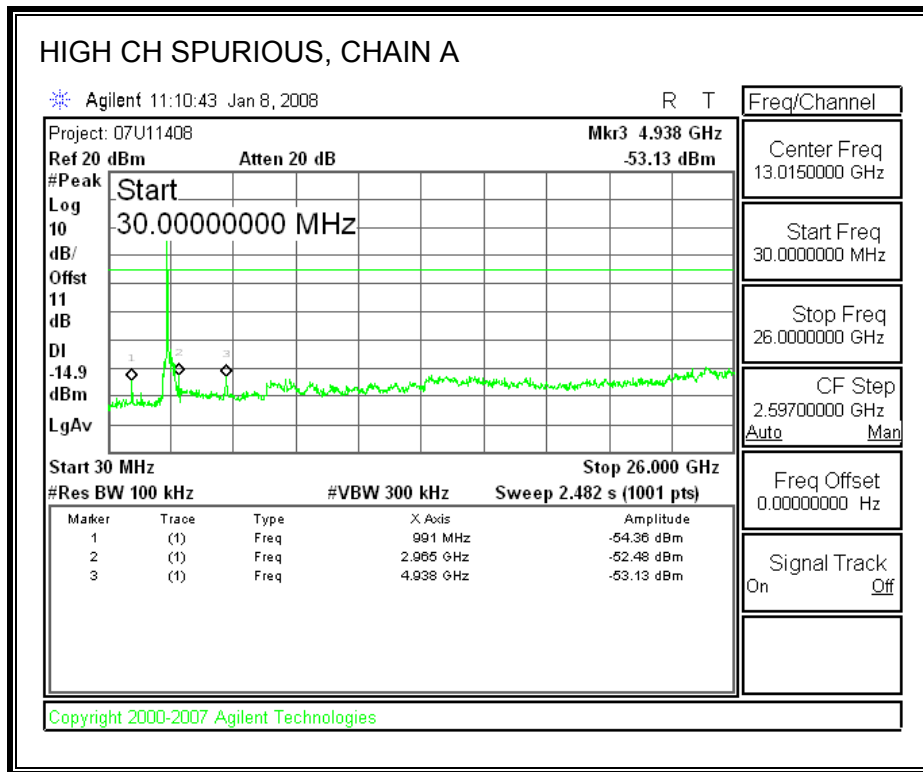 HIGH CH SPURIOUS, CHAIN A
Agilent 11:10:43 Jan 8, 2008
R T
Project: 07U11408
Mkr3 4.938 GHz
Ref 20 dBm
Atten 20 dB
-53.13 dBm
#Peak
Log
10
dB/
Offst
11
dB
DI
-14.9
dBm
LgAv
Start
30.00000000 MHz
1
2
3
Start 30 MHz
Stop 26.000 GHz
#Res BW 100 kHz
#VBW 300 kHz
Sweep 2.482 s (1001 pts)
Marker Trace Type X Axis Amplitude
1 (1) Freq 991 MHz -54.36 dBm
2 (1) Freq 2.965 GHz -52.48 dBm
3 (1) Freq 4.938 GHz -53.13 dBm
Freq/Channel
Center Freq
13.0150000 GHz
Start Freq
30.0000000 MHz
Stop Freq
26.0000000 GHz
CF Step
2.59700000 GHz
Auto Man
Freq Offset
0.00000000 Hz
Signal Track
On Off
Copyright 2000-2007 Agilent Technologies